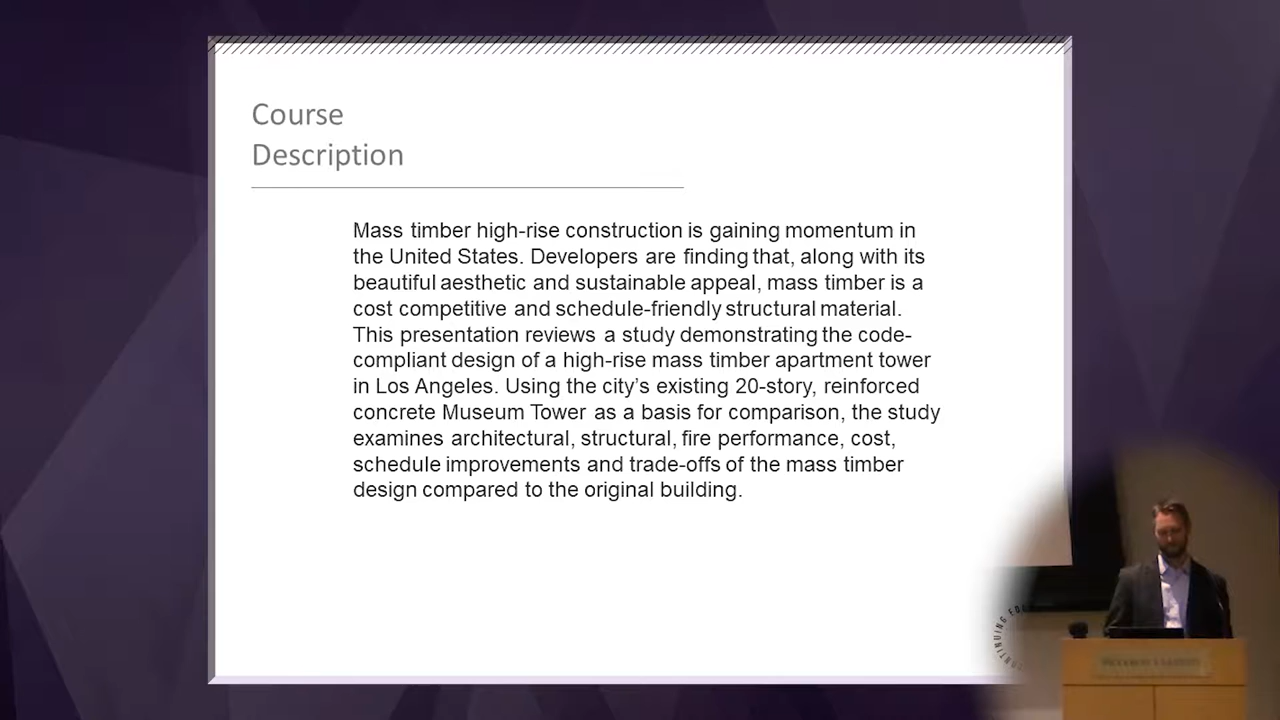 Course
Description
Mass timber high-rise construction is gaining momentum in
the United States. Developers are finding that, along with its
beautiful aesthetic and sustainable appeal, mass timber is a
cost competitive and schedule-friendly structural material.
This presentation reviews a study demonstrating the code-
compliant design of a high-rise mass timber apartment tower
in Los Angeles. Using the city’s existing 20-story, reinforced
concrete Museum Tower as a basis for comparison, the study
examines architectural, structural, fire performance, cost,
schedule improvements and trade-offs of the mass timber
design compared to the original building.
CONTINUING